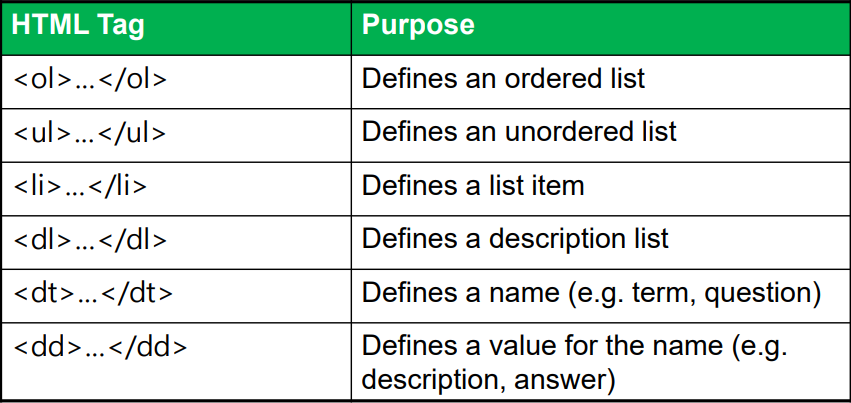 HTML Tag Purpose
<ol>...</ol> Defines an ordered list
<ul>...</ul> Defines an unordered list
<li>...</li> Defines a list item
<dl>...</dl> Defines a description list
<dt>...</dt> Defines a name (e.g. term, question)
<dd>...</dd> Defines a value for the name (e.g.
description, answer)